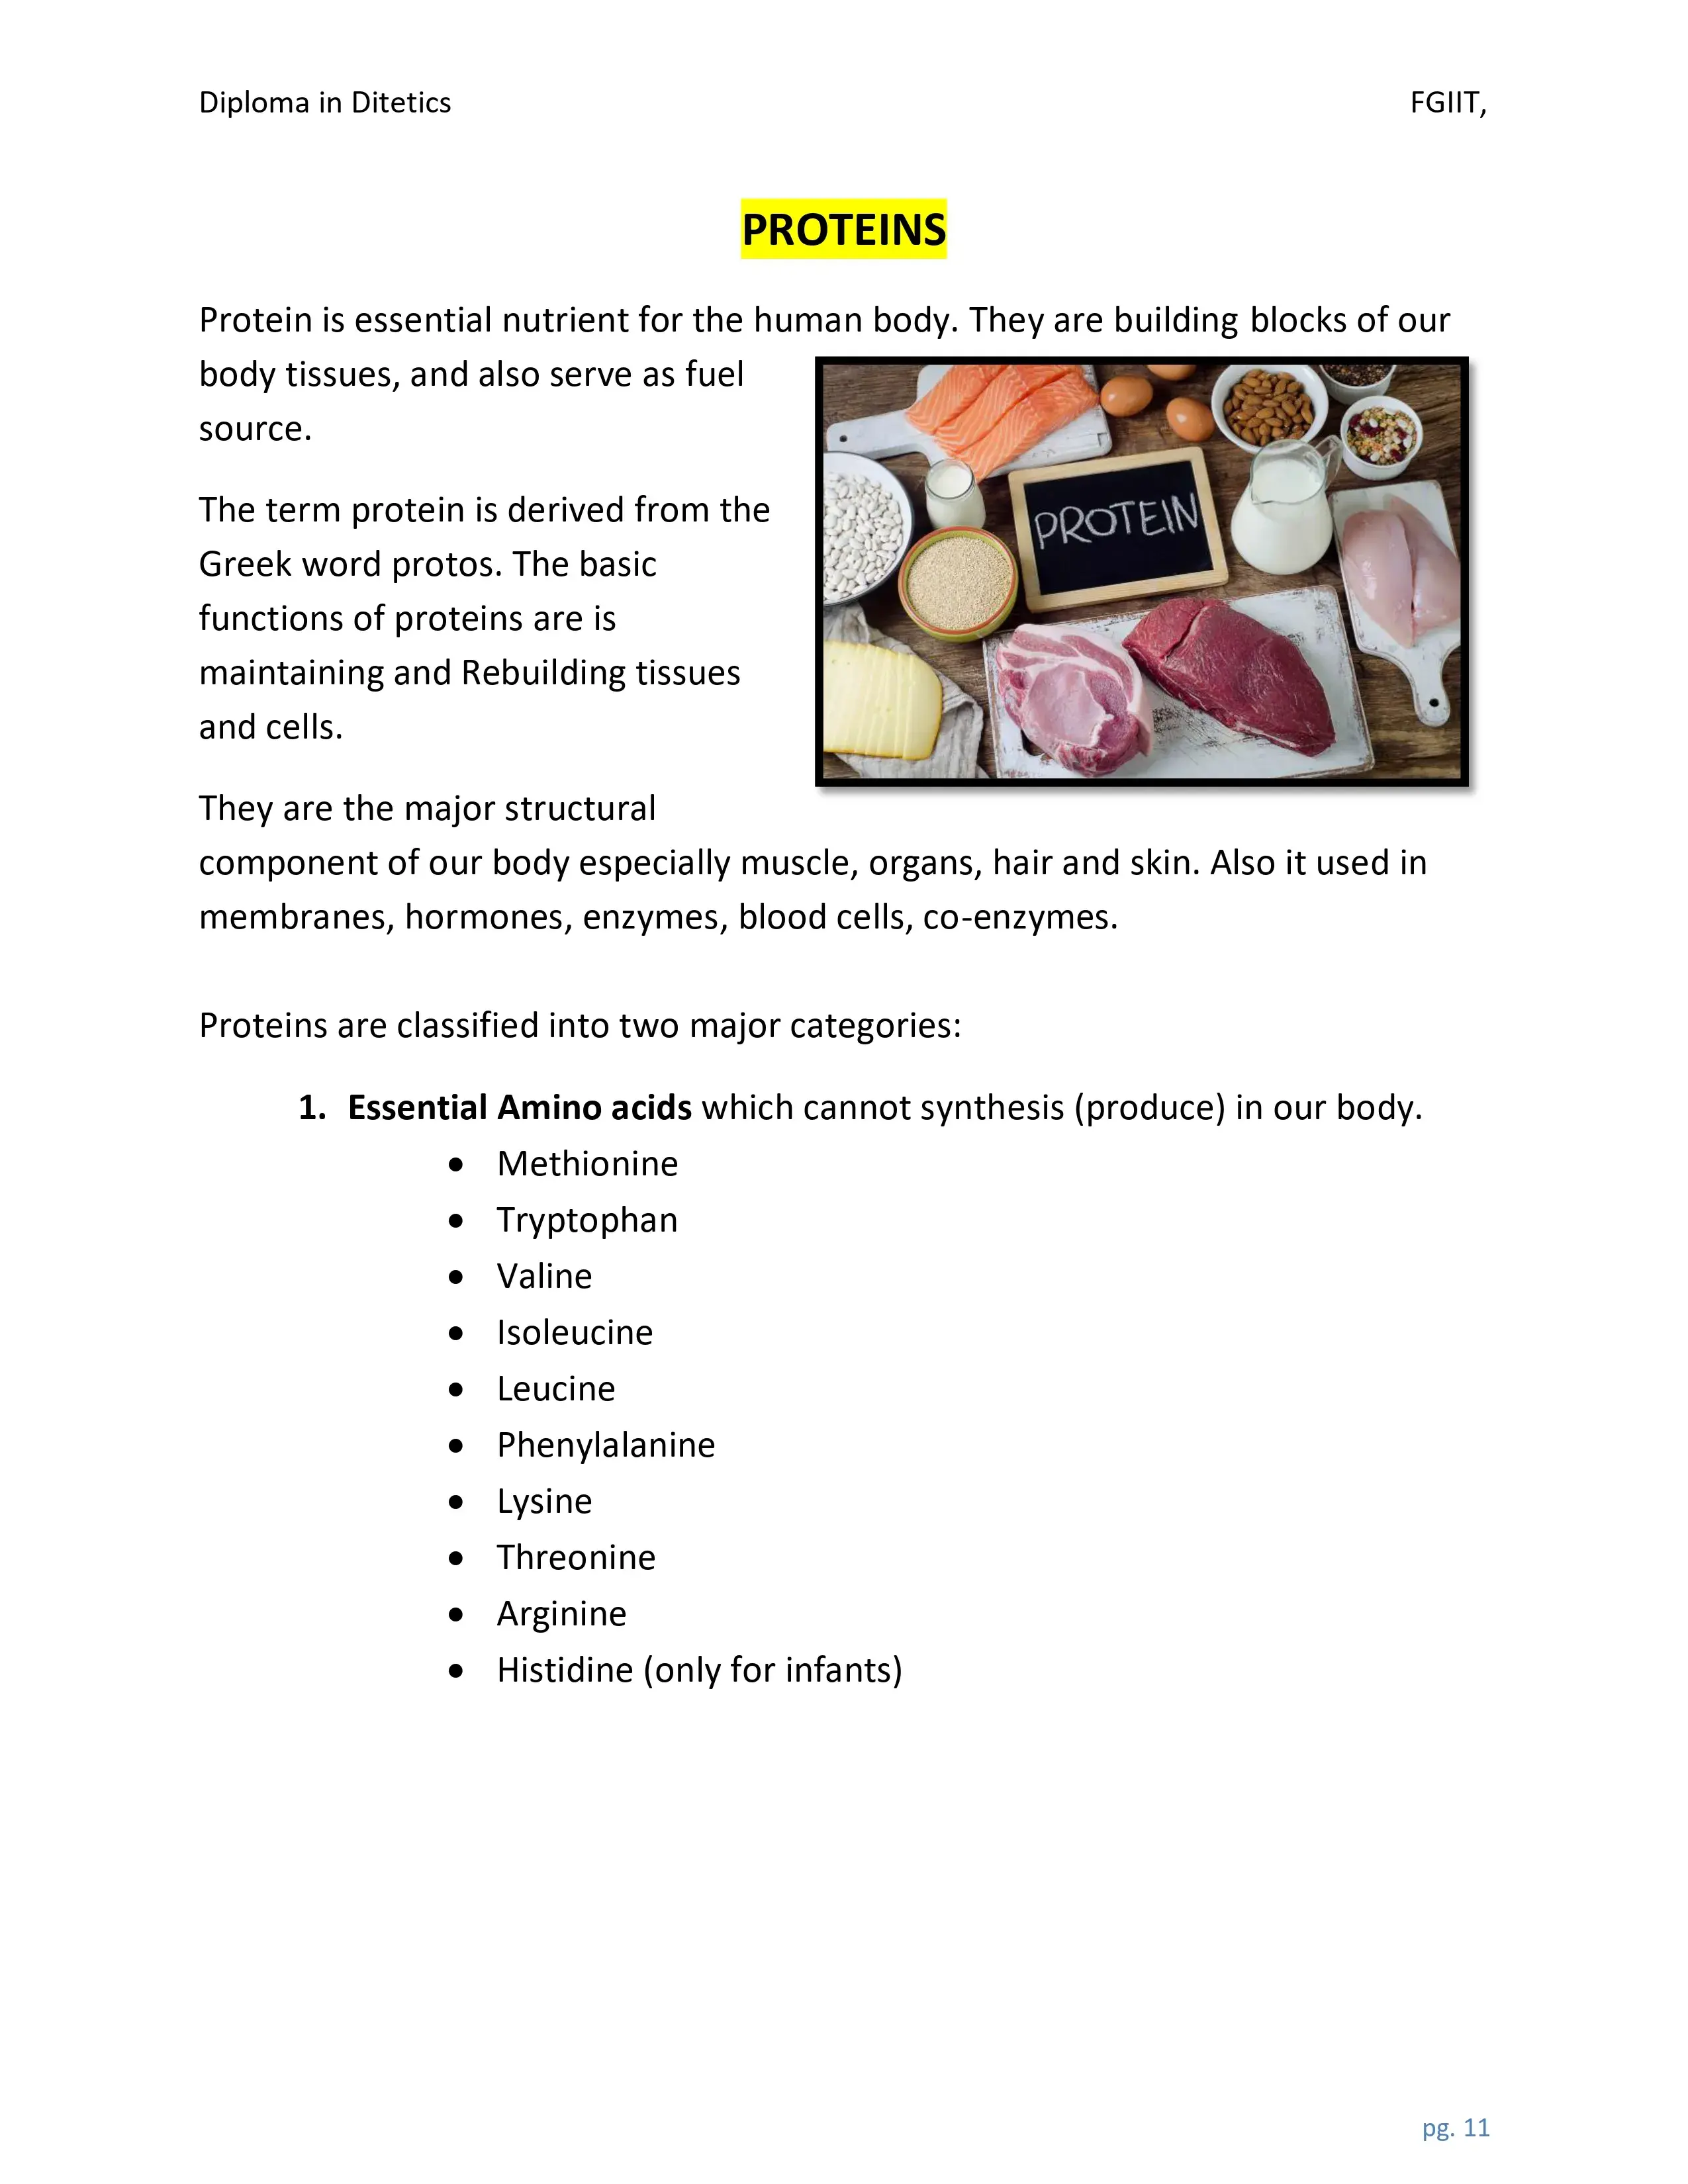 Diploma in Ditetics FGIIT,
PROTEINS
Protein is essential nutrient for the human body. They are building blocks of our
body tissues, and also serve as fuel
source.
The term protein is derived from the
Greek word protos. The basic
functions of proteins are is
maintaining and Rebuilding tissues
and cells.
PROTEIN
They are the major structural
component of our body especially muscle, organs, hair and skin. Also it used in
membranes, hormones, enzymes, blood cells, co-enzymes.
Proteins are classified into two major categories:
1. Essential Amino acids which cannot synthesis (produce) in our body.
• Methionine
• Tryptophan
• Valine
• Isoleucine
• Leucine
• Phenylalanine
• Lysine
• Threonine
• Arginine
• Histidine (only for infants)
pg. 11